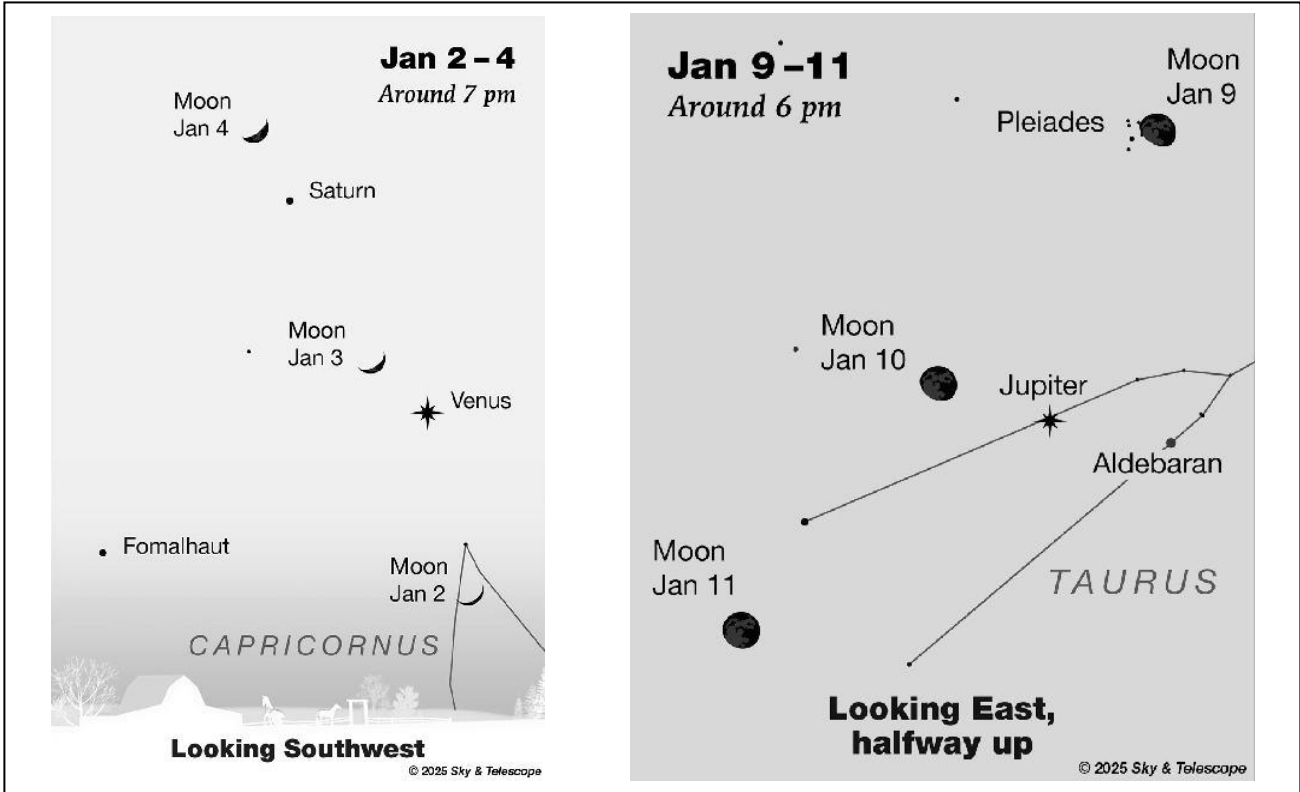 Jan 2 – 4
Around 7 pm
Moon
Jan 4
Saturn
Moon
Jan 3
Venus
Fomalhaut
Moon
Jan 2
CAPRICORNUS
Looking Southwest
© 2025 Sky & Telescope
Jan 9 –11
Around 6 pm
Moon
Jan 9
Pleiades
Moon
Jan 10
Jupiter
Aldebaran
Moon
Jan 11
TAURUS
Looking East,
halfway up
© 2025 Sky & Telescope